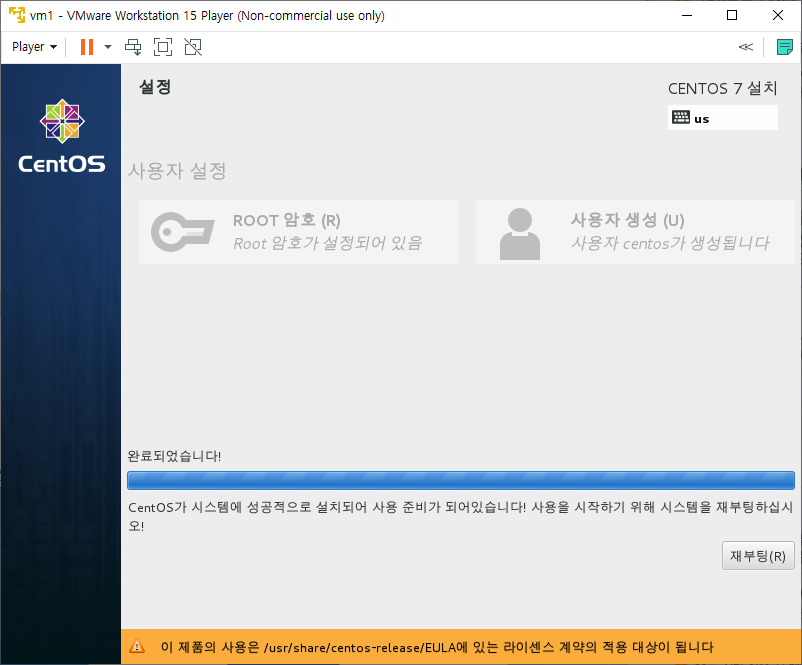 vm1 - VMware Workstation 15 Player (Non-commercial use only)
Player
CentOS
설정
CENTOS 7 설치
us
사용자 설정
ROOT 암호 (R)
Root 암호가 설정되어 있음
사용자 생성 (U)
사용자 centos가 생성됩니다
완료되었습니다!
CentOS가 시스템에 성공적으로 설치되어 사용 준비가 되어있습니다! 사용을 시작하기 위해 시스템을 재부팅하십시
오!
재부팅(R)
이 제품의 사용은 /usr/share/centos-release/EULA에 있는 라이센스 계약의 적용 대상이 됩니다